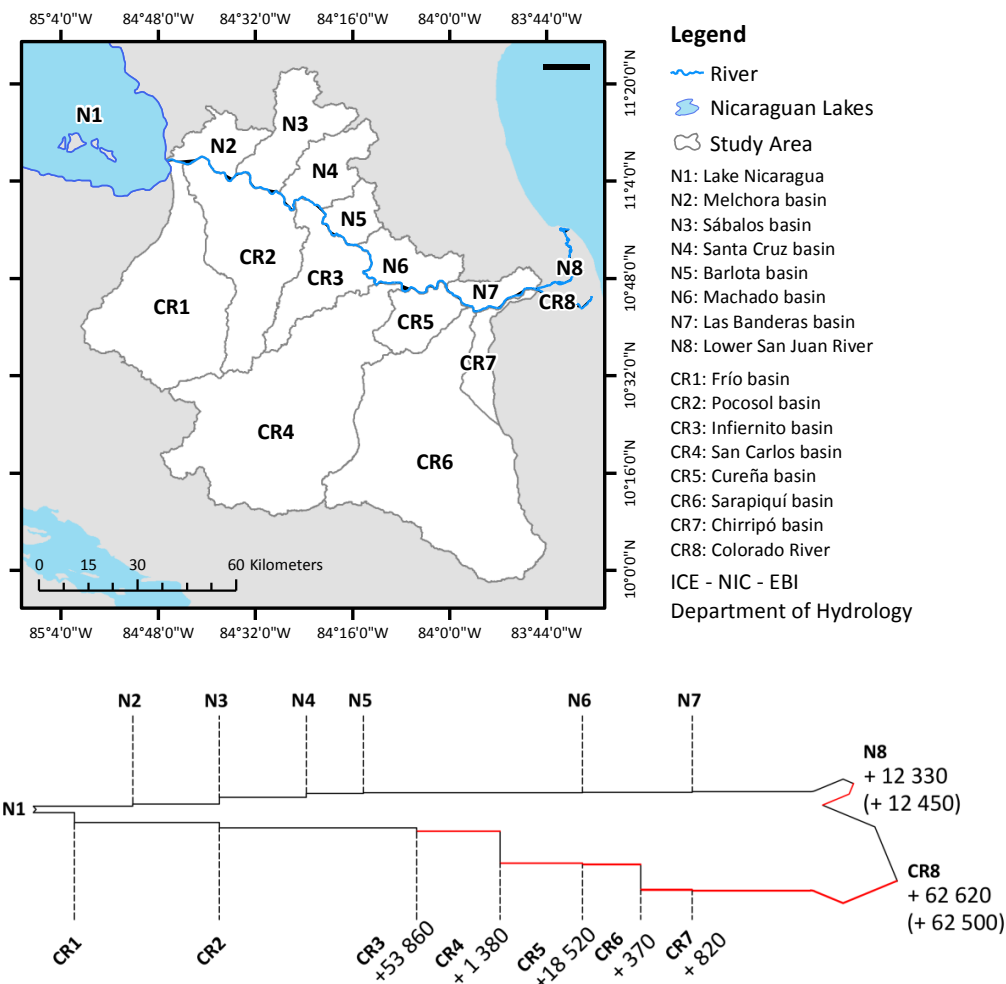 85°4'0"W 84°48'0"W 84°32'0"W 84°16'0"W 84°0'0"W 83°44'0"W
11°20'0"N
11°4'0"N
10°48'0"N
10°32'0"N
10°16'0"N
10°0'0"N
N1
N2
N3
N4
N5
N6
N7
N8
CR1
CR2
CR3
CR4
CR5
CR6
CR7
CR8
0 15 30 60 Kilometers
85°4'0"W 84°48'0"W 84°32'0"W 84°16'0"W 84°0'0"W 83°44'0"W
Legend
River
Nicaraguan Lakes
Study Area
N1: Lake Nicaragua
N2: Melchora basin
N3: Sábalos basin
N4: Santa Cruz basin
N5: Barlota basin
N6: Machado basin
N7: Las Banderas basin
N8: Lower San Juan River
CR1: Frío basin
CR2: Pocosol basin
CR3: Infiernito basin
CR4: San Carlos basin
CR5: Cureña basin
CR6: Sarapiquí basin
CR7: Chirripó basin
CR8: Colorado River
ICE - NIC - EBI
Department of Hydrology
N2 N3 N4 N5 N6 N7
N8
+ 12 330
(+ 12 450)
N1
CR8
+ 62 620
(+ 62 500)
CR1
CR2
CR3
+53 860
CR4
+ 1 380
CR5
+18 520
CR6
+ 370
CR7
+ 820